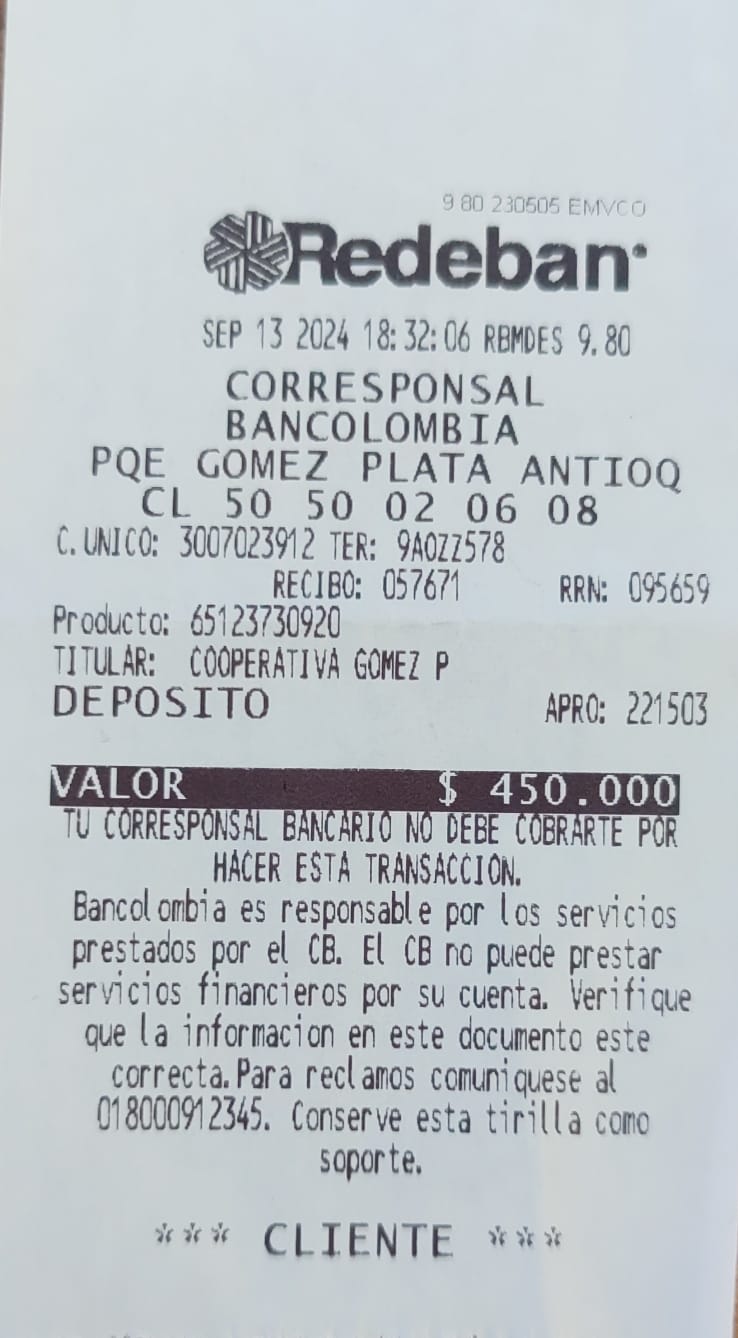 9.80 230505 EMVCO
Redeban
SEP 13 2024 18:32:06 RBMDES 9.80
CORRESPONSAL
BANCOLOMBIA
PQE GOMEZ PLATA ANTIOQ
CL 50 50 02 06 08
C.UNICO: 3007023912 TER: 9A0ZZ578
RECIBO: 057671 RRN: 095659
Producto: 65123730920
TITULAR: COOPERATIVA GOMEZ P
DEPOSITO APRO: 221503
VALOR $ 450.000
TU CORRESPONSAL BANCARIO NO DEBE COBRARTE POR
HACER ESTA TRANSACCION.
Bancolombia es responsable por los servicios
prestados por el CB. El CB no puede prestar
servicios financieros por su cuenta. Verifique
que la informacion en este documento este
correcta.Para reclamos comuniquese al
018000912345. Conserve esta tirilla como
soporte.
*** CLIENTE ***